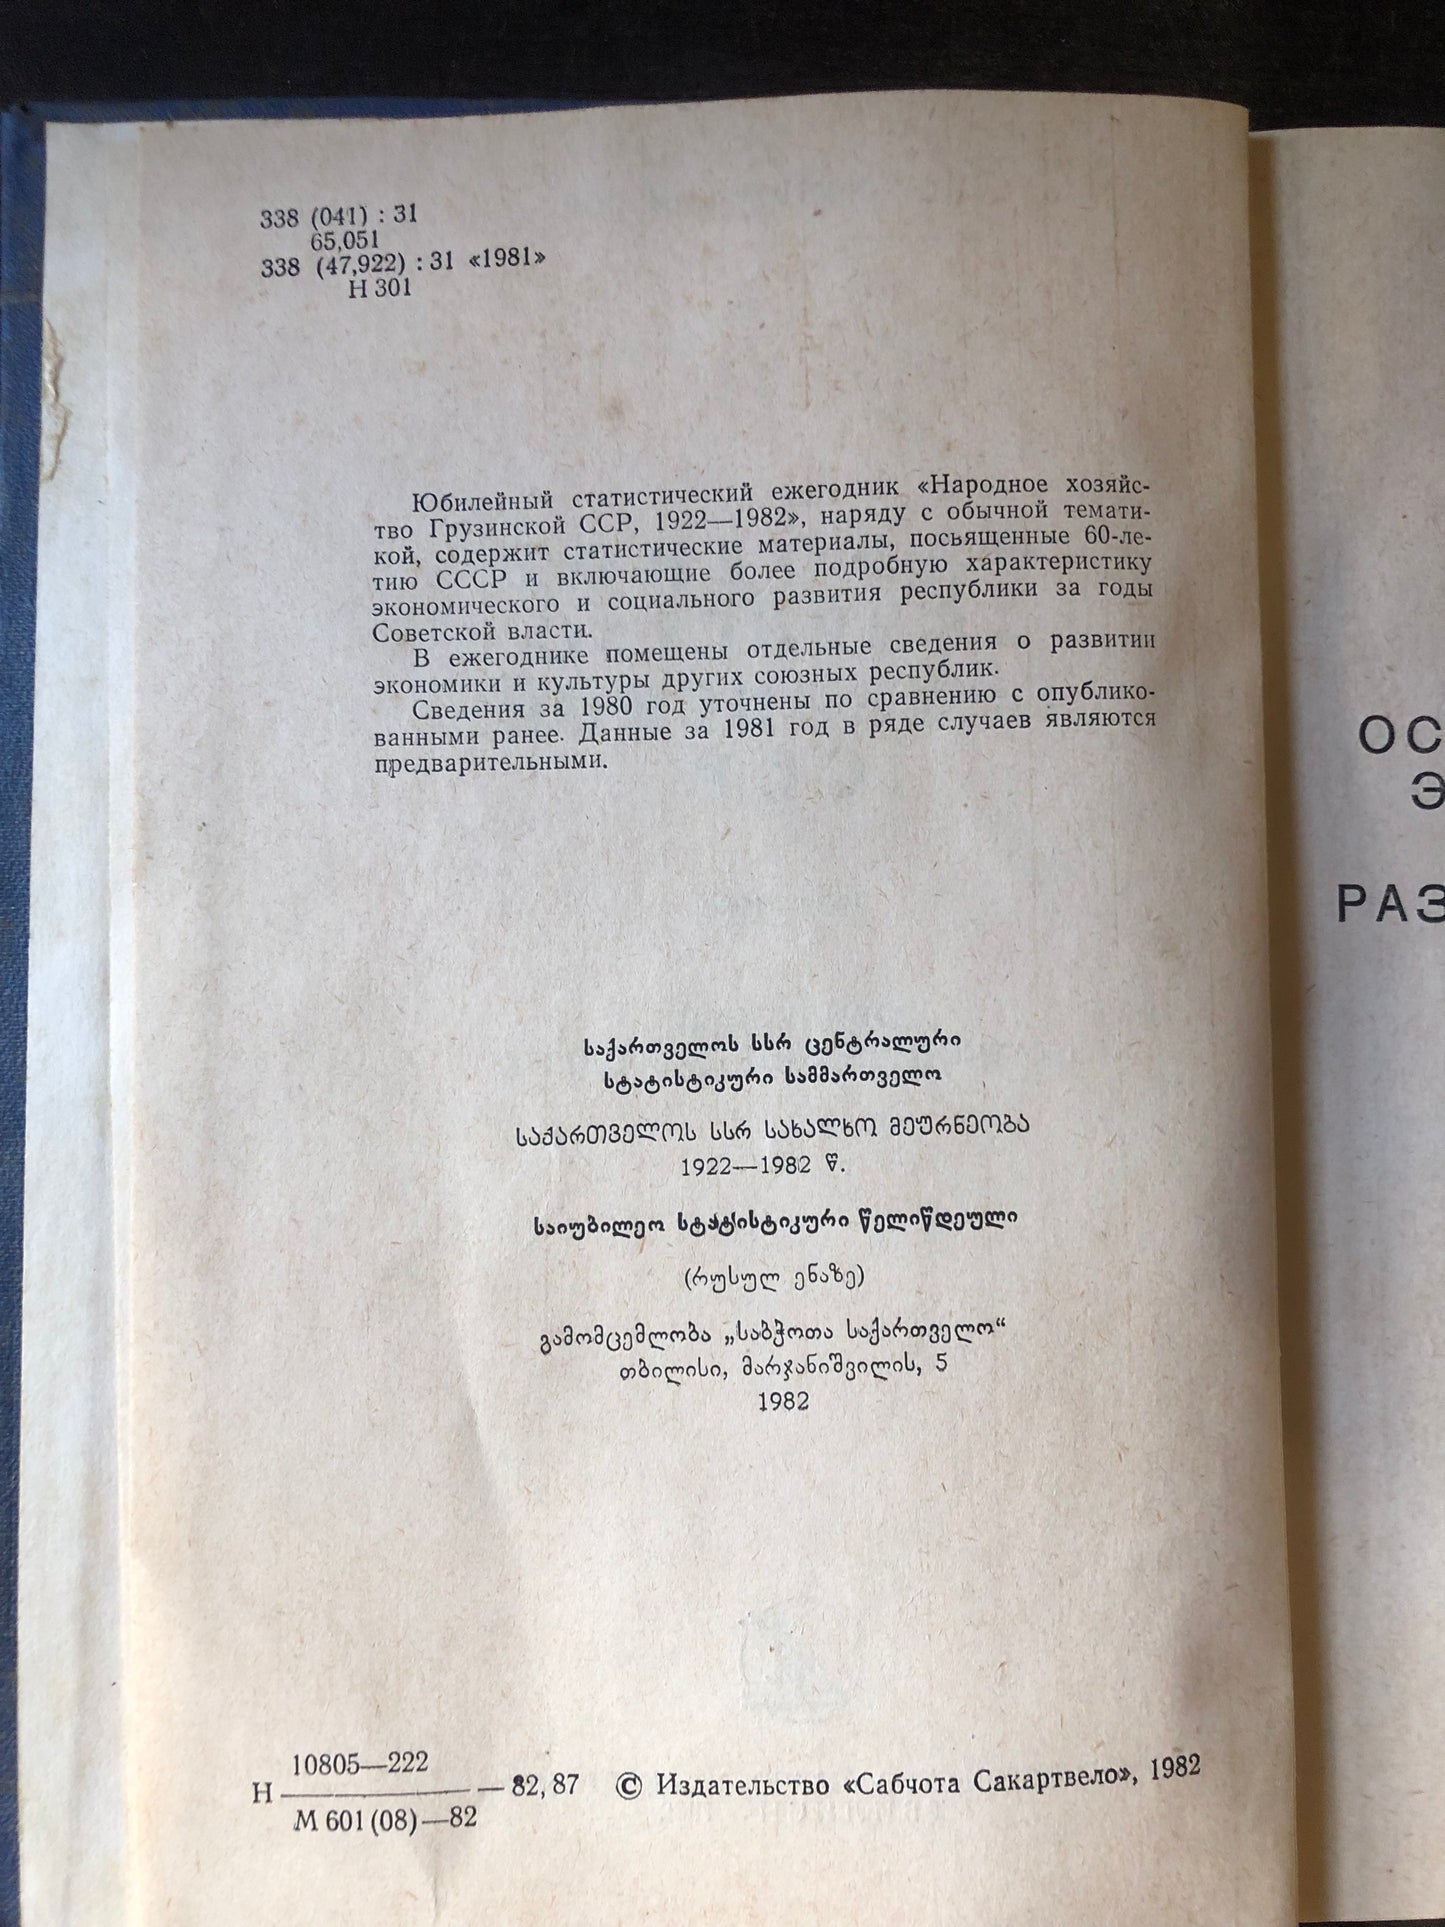 338 (041) : 31
65,051
338 (47,922) : 31 «1981»
Н 301
Юбилейный статистический ежегодник «Народное хозяйс-
тво Грузинской ССР, 1922—1982», наряду с обычной темати-
кой, содержит статистические материалы, посвященные 60-ле-
тию СССР и включающие более подробную характеристику
экономического и социального развития республики за годы
Советской власти.
В ежегоднике помещены отдельные сведения о развитии
экономики и культуры других союзных республик.
Сведения за 1980 год уточнены по сравнению с опублико-
ванными ранее. Данные за 1981 год в ряде случаев являются
предварительными.
საქართველოს სსრ ცენტრალური
სტატისტიკური სამმართველო
საქართველოს სსრ სახალხო მეურნეობა
1922—1982 წ.
საიუბილეო სტატისტიკური წელიწდეული
(რუსულ ენაზე)
გამომცემლობა „საბჭოთა საქართველო“
თბილისი, მარჯანიშვილის, 5
1982
10805—222
Н — 82, 87 © Издательство «Сабчота Сакартвело», 1982
М 601 (08)—82
ОС
Э
РАЗ